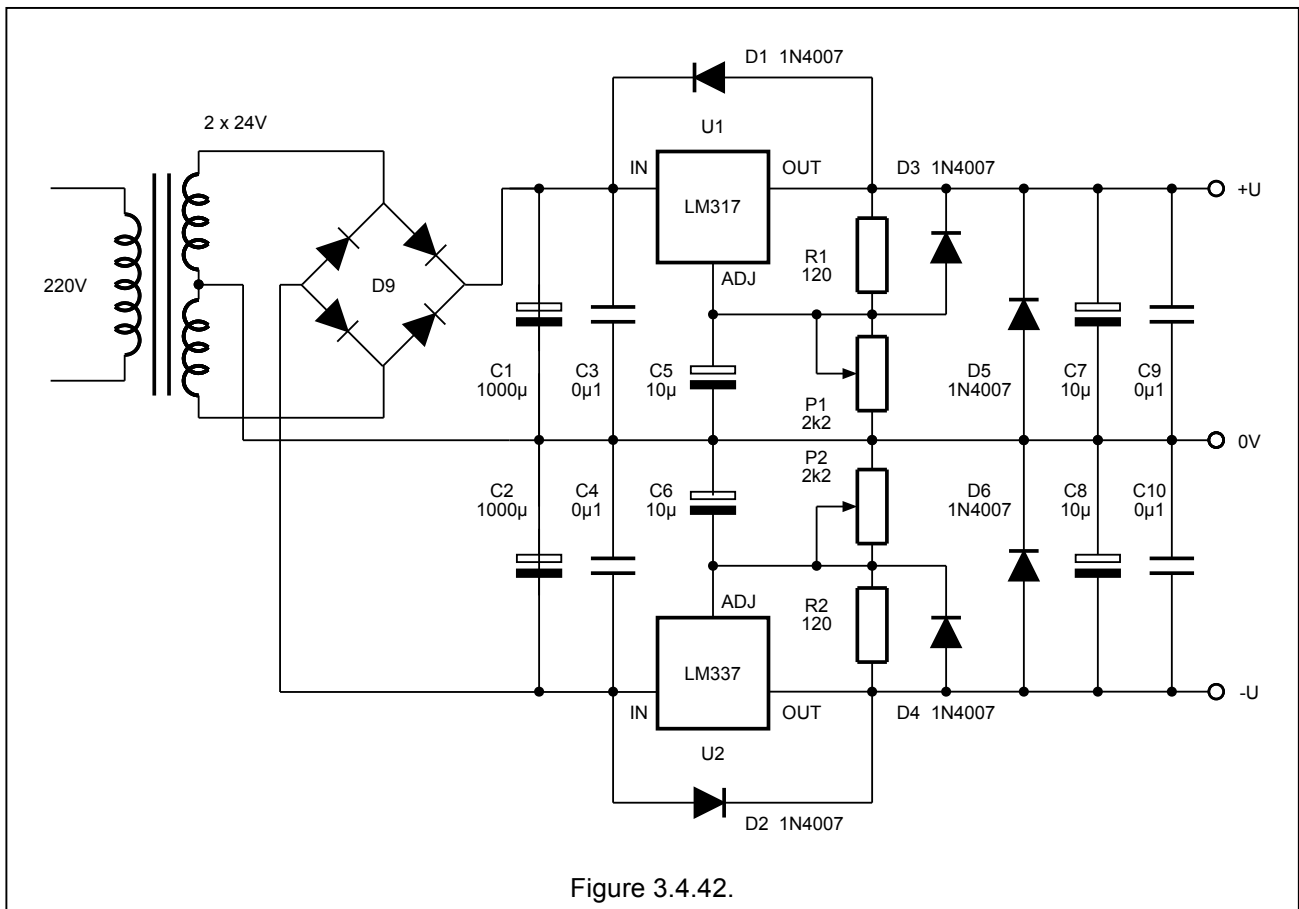 D1 1N4007
2 x 24V
U1
IN
OUT
D3 1N4007
+U
LM317
R1
120
ADJ
220V
D9
C1
1000µ
C3
0µ1
C5
10µ
P1
2k2
D5
1N4007
C7
10µ
C9
0µ1
0V
C2
1000µ
C4
0µ1
C6
10µ
P2
2k2
D6
1N4007
C8
10µ
C10
0µ1
ADJ
R2
120
LM337
IN
OUT
D4 1N4007
-U
U2
D2 1N4007
Figure 3.4.42.